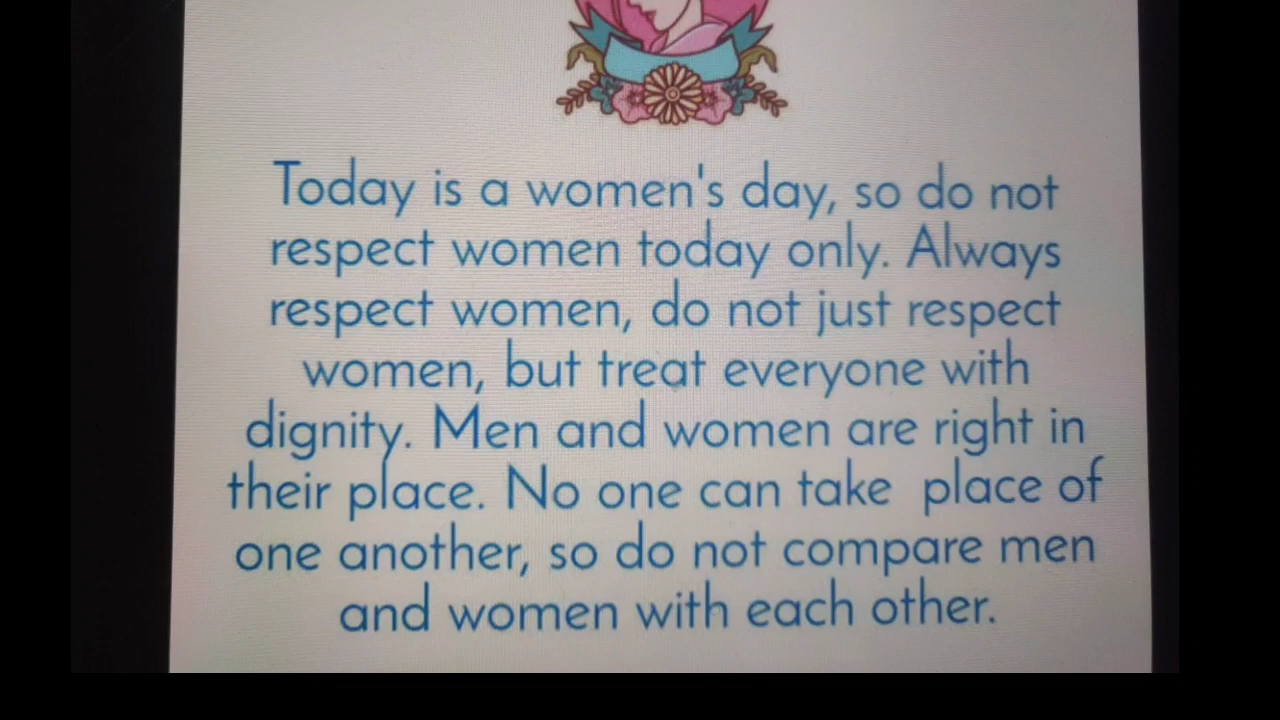 Today is a women's day, so do not
respect women today only. Always
respect women, do not just respect
women, but treat everyone with
dignity. Men and women are right in
their place. No one can take place of
one another, so do not compare men
and women with each other.